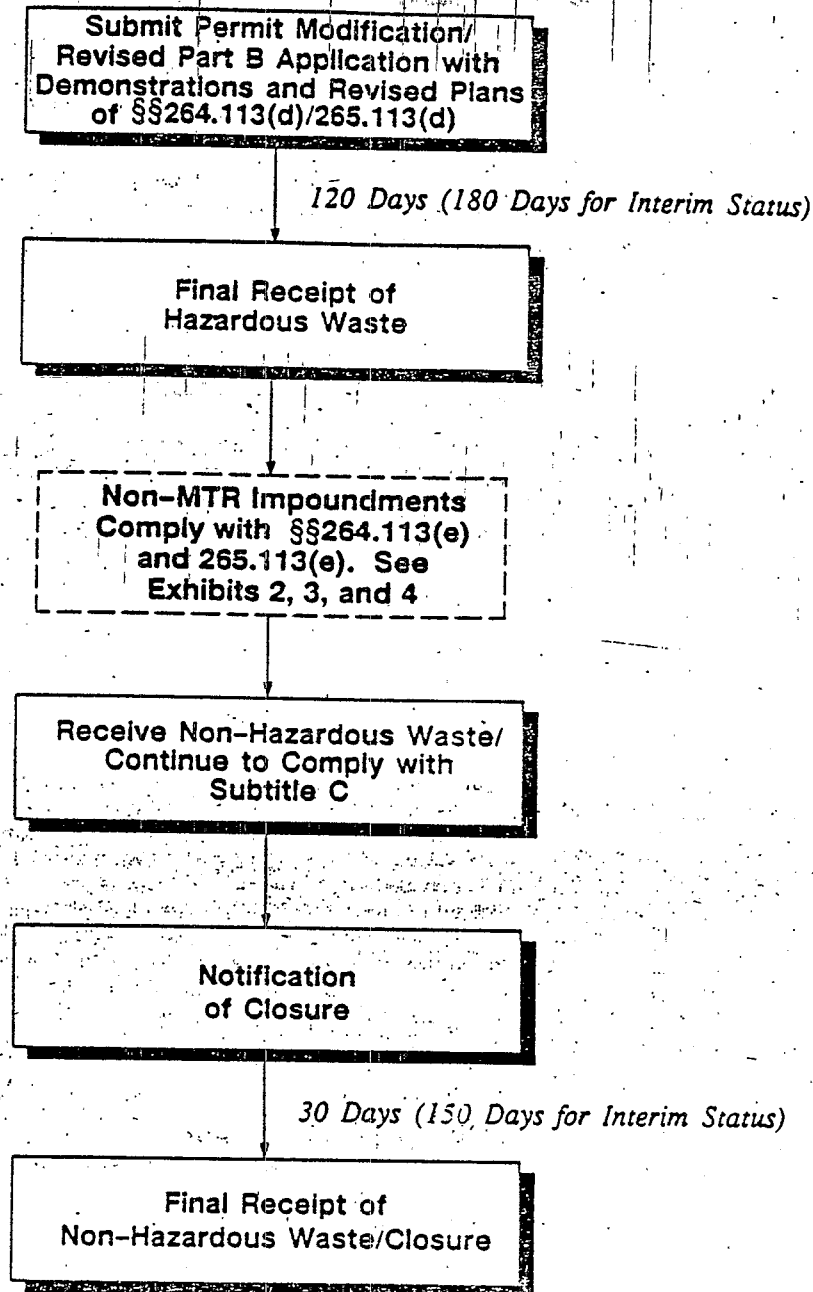 Submit Permit Modification/
Revised Part B Application with
Demonstrations and Revised Plans
of §§264.113(d)/265.113(d)
120 Days (180 Days for Interim Status)
Final Receipt of
Hazardous Waste
Non-MTR Impoundments
Comply with §§264.113(e)
and 265.113(e). See
Exhibits 2, 3, and 4
Receive Non-Hazardous Waste/
Continue to Comply with
Subtitle C
Notification
of Closure
30 Days (150 Days for Interim Status)
Final Receipt of
Non-Hazardous Waste/Closure